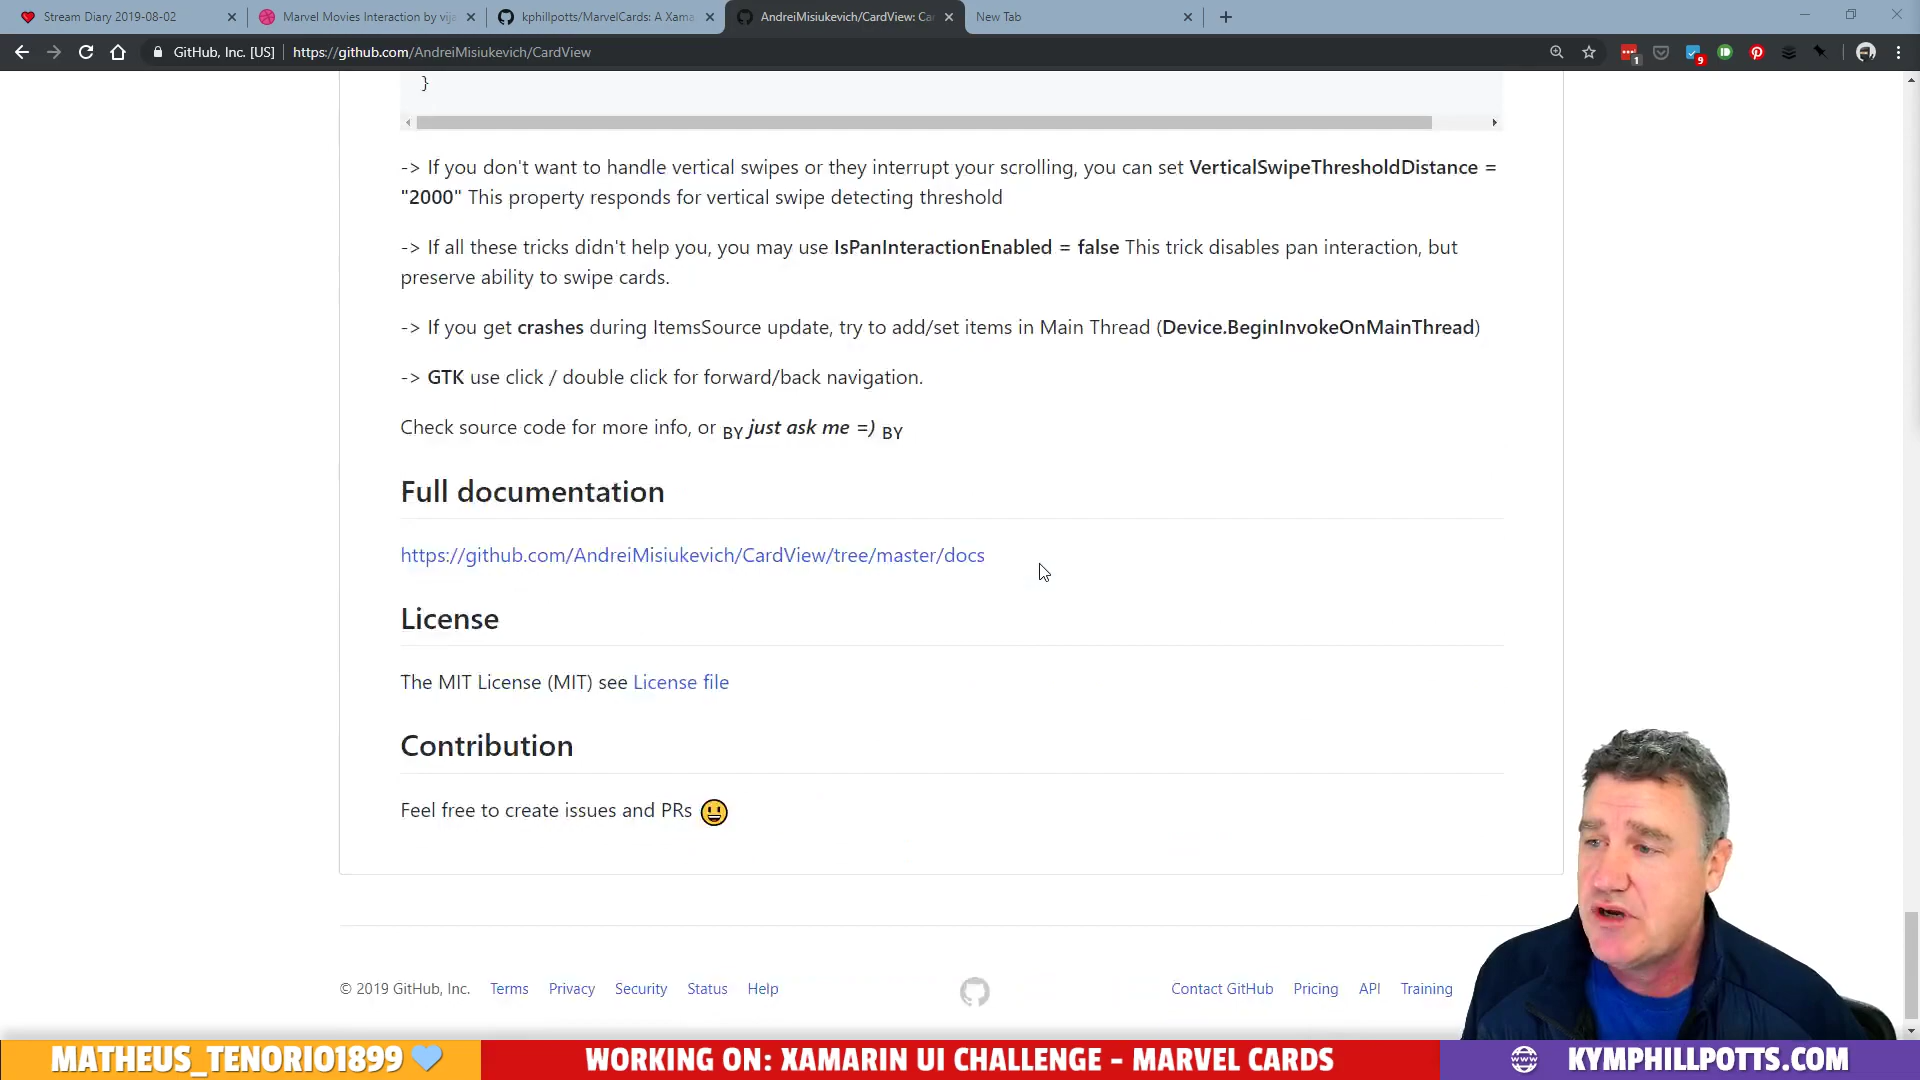 Stream Diary 2019-08-02
Marvel Movies Interaction by vija
kphillpotts/MarvelCards: A Xama
AndreiMisiukevich/CardView: Car
New Tab
GitHub, Inc. [US] https://github.com/AndreiMisiukevich/CardView
1
9
}
-> If you don't want to handle vertical swipes or they interrupt your scrolling, you can set VerticalSwipeThresholdDistance =
"2000" This property responds for vertical swipe detecting threshold
-> If all these tricks didn't help you, you may use IsPanInteractionEnabled = false This trick disables pan interaction, but
preserve ability to swipe cards.
-> If you get crashes during ItemsSource update, try to add/set items in Main Thread (Device.BeginInvokeOnMainThread)
-> GTK use click / double click for forward/back navigation.
Check source code for more info, or BY just ask me =) BY
Full documentation
https://github.com/AndreiMisiukevich/CardView/tree/master/docs
License
The MIT License (MIT) see License file
Contribution
Feel free to create issues and PRs
© 2019 GitHub, Inc. Terms Privacy Security Status Help Contact GitHub Pricing API Training
MATHEUS_TENORIO1899
WORKING ON: XAMARIN UI CHALLENGE - MARVEL CARDS
KYMPHILLPOTTS.COM